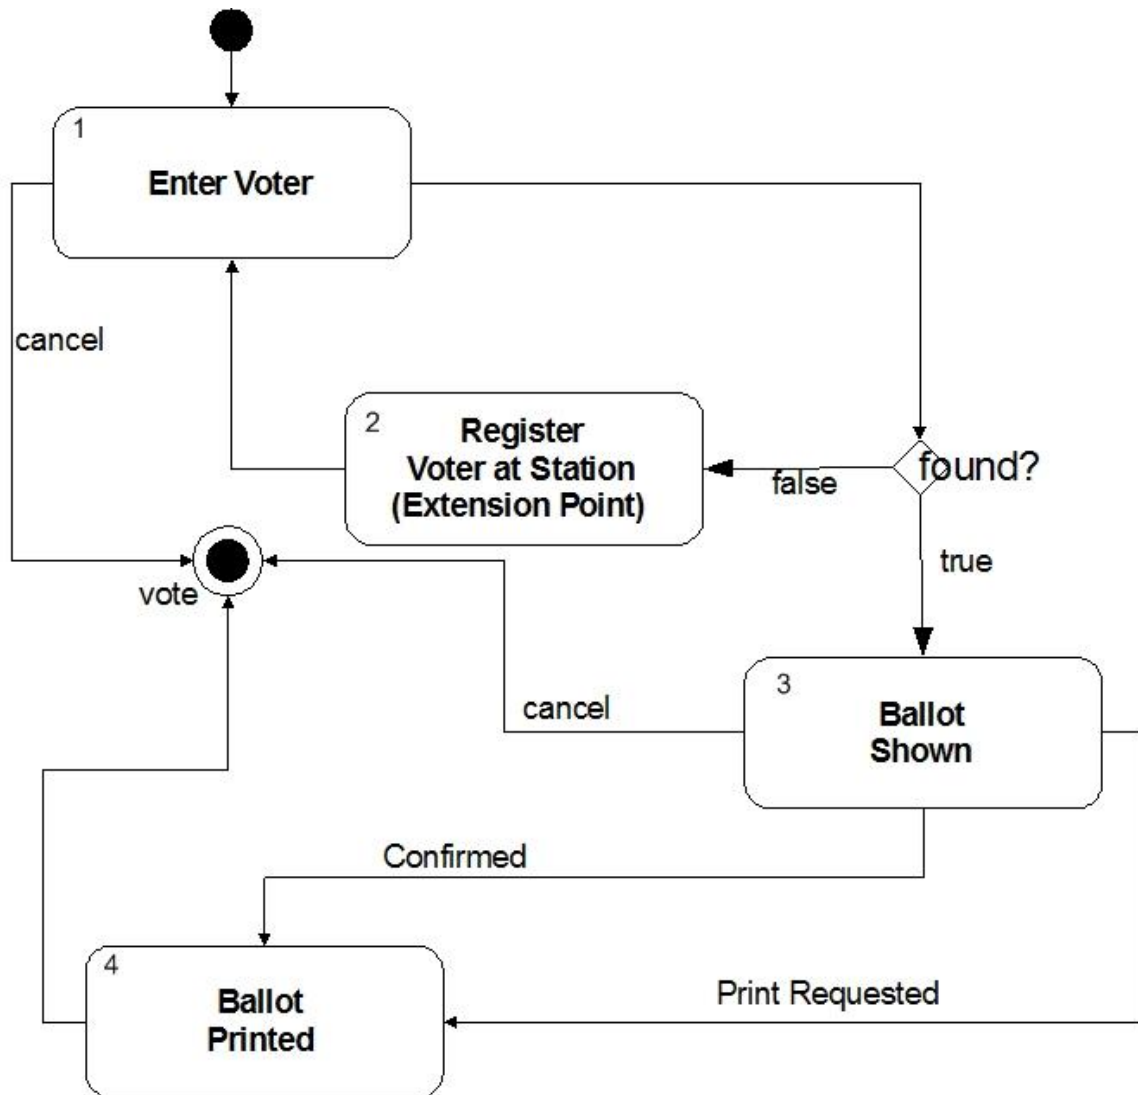 1
Enter Voter
cancel
2
Register
Voter at Station
(Extension Point)
false
found?
true
vote
3
Ballot
Shown
cancel
Confirmed
4
Ballot
Printed
Print Requested